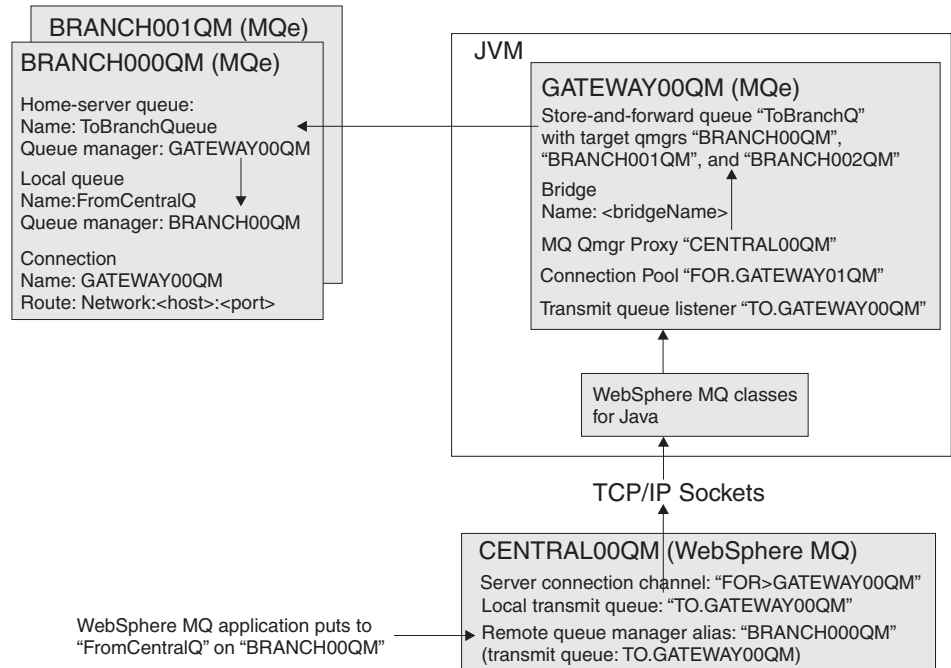 BRANCH001QM (MQe)
BRANCH000QM (MQe)
Home-server queue:
Name: ToBranchQueue
Queue manager: GATEWAY00QM
Local queue
Name:FromCentralQ
Queue manager: BRANCH00QM
Connection
Name: GATEWAY00QM
Route: Network:<host>:<port>
JVM
GATEWAY00QM (MQe)
Store-and-forward queue “ToBranchQ”
with target qmgrs “BRANCH00QM”,
“BRANCH001QM”, and “BRANCH002QM”
Bridge
Name: <bridgeName>
MQ Qmgr Proxy “CENTRAL00QM”
Connection Pool “FOR.GATEWAY01QM”
Transmit queue listener “TO.GATEWAY00QM”
WebSphere MQ classes
for Java
TCP/IP Sockets
CENTRAL00QM (WebSphere MQ)
Server connection channel: “FOR>GATEWAY00QM”
Local transmit queue: “TO.GATEWAY00QM”
Remote queue manager alias: “BRANCH000QM”
(transmit queue: TO.GATEWAY00QM)
WebSphere MQ application puts to
“FromCentralQ” on “BRANCH00QM”